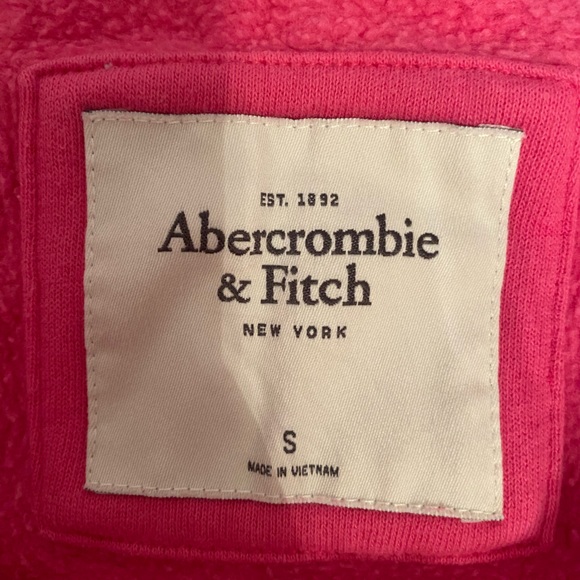 EST. 1892
Abercrombie
& Fitch
NEW YORK
S
MADE IN VIETNAM